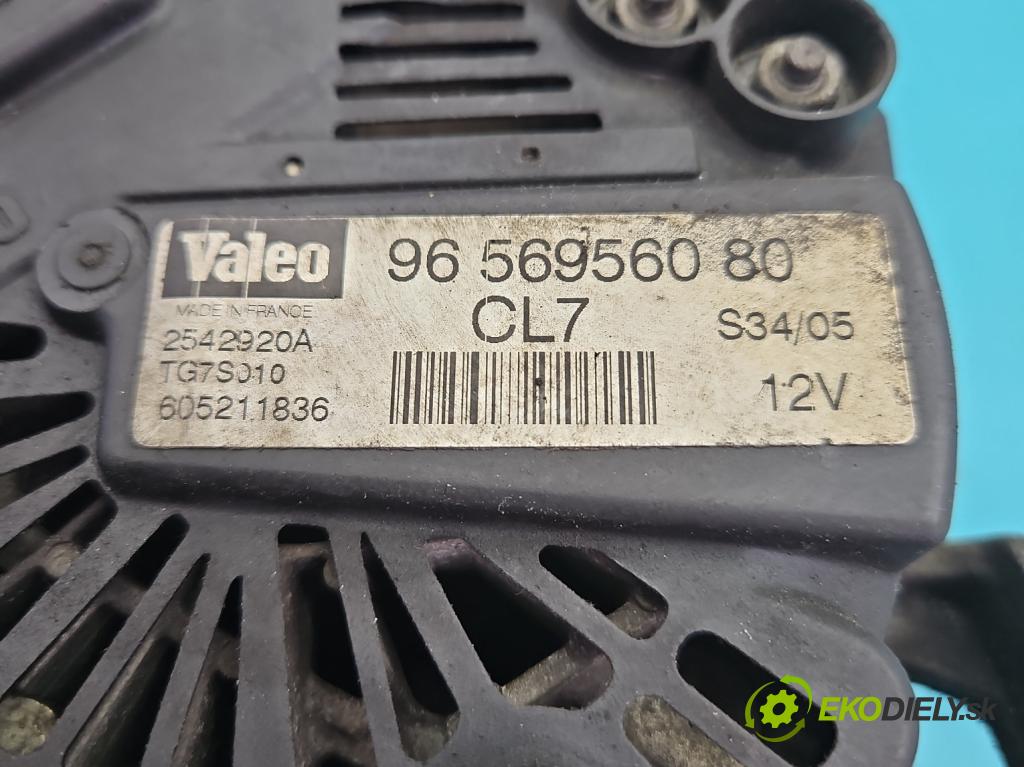 Valeo
96 569560 80
MADE IN FRANCE
CL7
S34/05
2542920A
TG7S010
605211836
12V
EKODIELY.sk